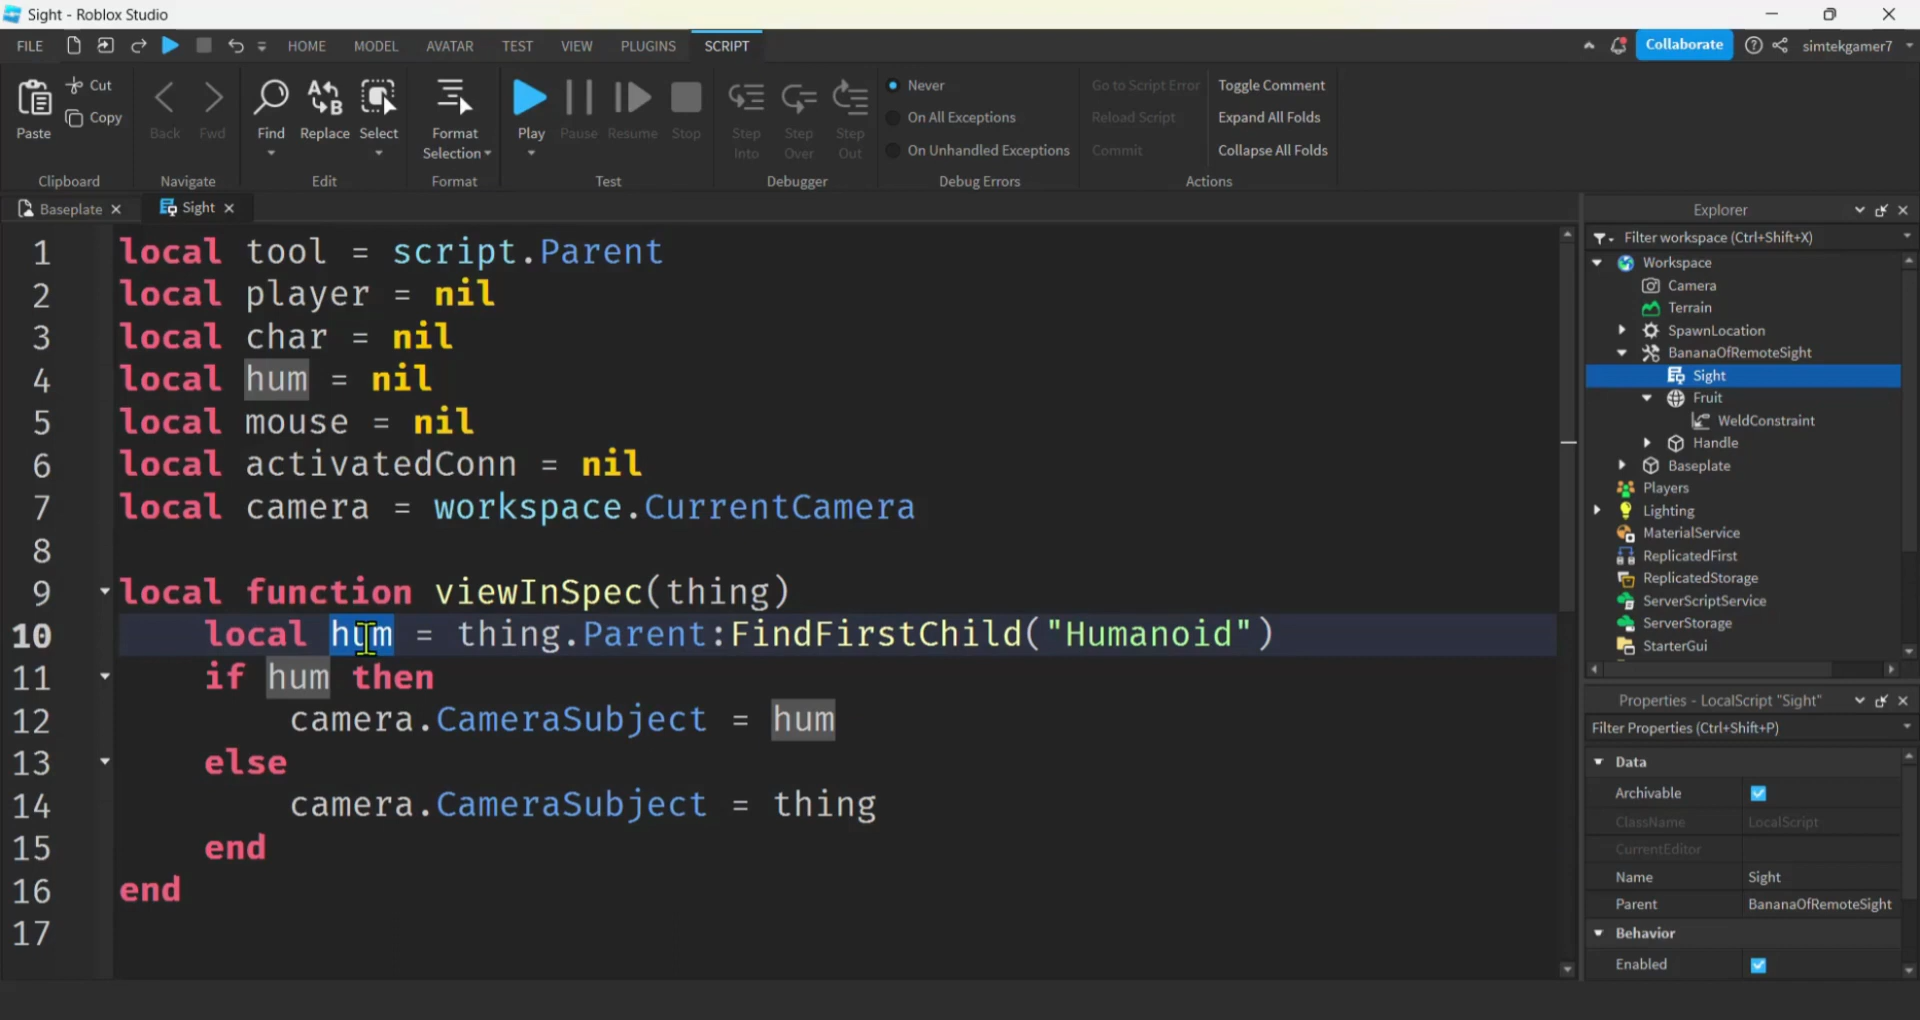 Sight - Roblox Studio
FILE HOME MODEL AVATAR TEST VIEW PLUGINS SCRIPT Collaborate simtekgamer7
Paste Cut Copy Back Fwd Find Replace Select Format Selection Play Pause Resume Stop Step Into Step Over Step Out
Never
On All Exceptions
On Unhandled Exceptions
Go to Script Error
Reload Script
Commit
Toggle Comment
Expand All Folds
Collapse All Folds
Clipboard Navigate Edit Format Test Debugger Debug Errors Actions
Baseplate Sight
1 local tool = script.Parent
2 local player = nil
3 local char = nil
4 local hum = nil
5 local mouse = nil
6 local activatedConn = nil
7 local camera = workspace.CurrentCamera
8
9 local function viewInSpec(thing)
10 local hum = thing.Parent:FindFirstChild("Humanoid")
11 if hum then
12 camera.CameraSubject = hum
13 else
14 camera.CameraSubject = thing
15 end
16 end
17
Explorer
Filter workspace (Ctrl+Shift+X)
Workspace
Camera
Terrain
SpawnLocation
BananaOfRemoteSight
Sight
Fruit
WeldConstraint
Handle
Baseplate
Players
Lighting
MaterialService
ReplicatedFirst
ReplicatedStorage
ServerScriptService
ServerStorage
StarterGui
Properties - LocalScript "Sight"
Filter Properties (Ctrl+Shift+P)
Data
Archivable
ClassName LocalScript
CurrentEditor
Name Sight
Parent BananaOfRemoteSight
Behavior
Enabled